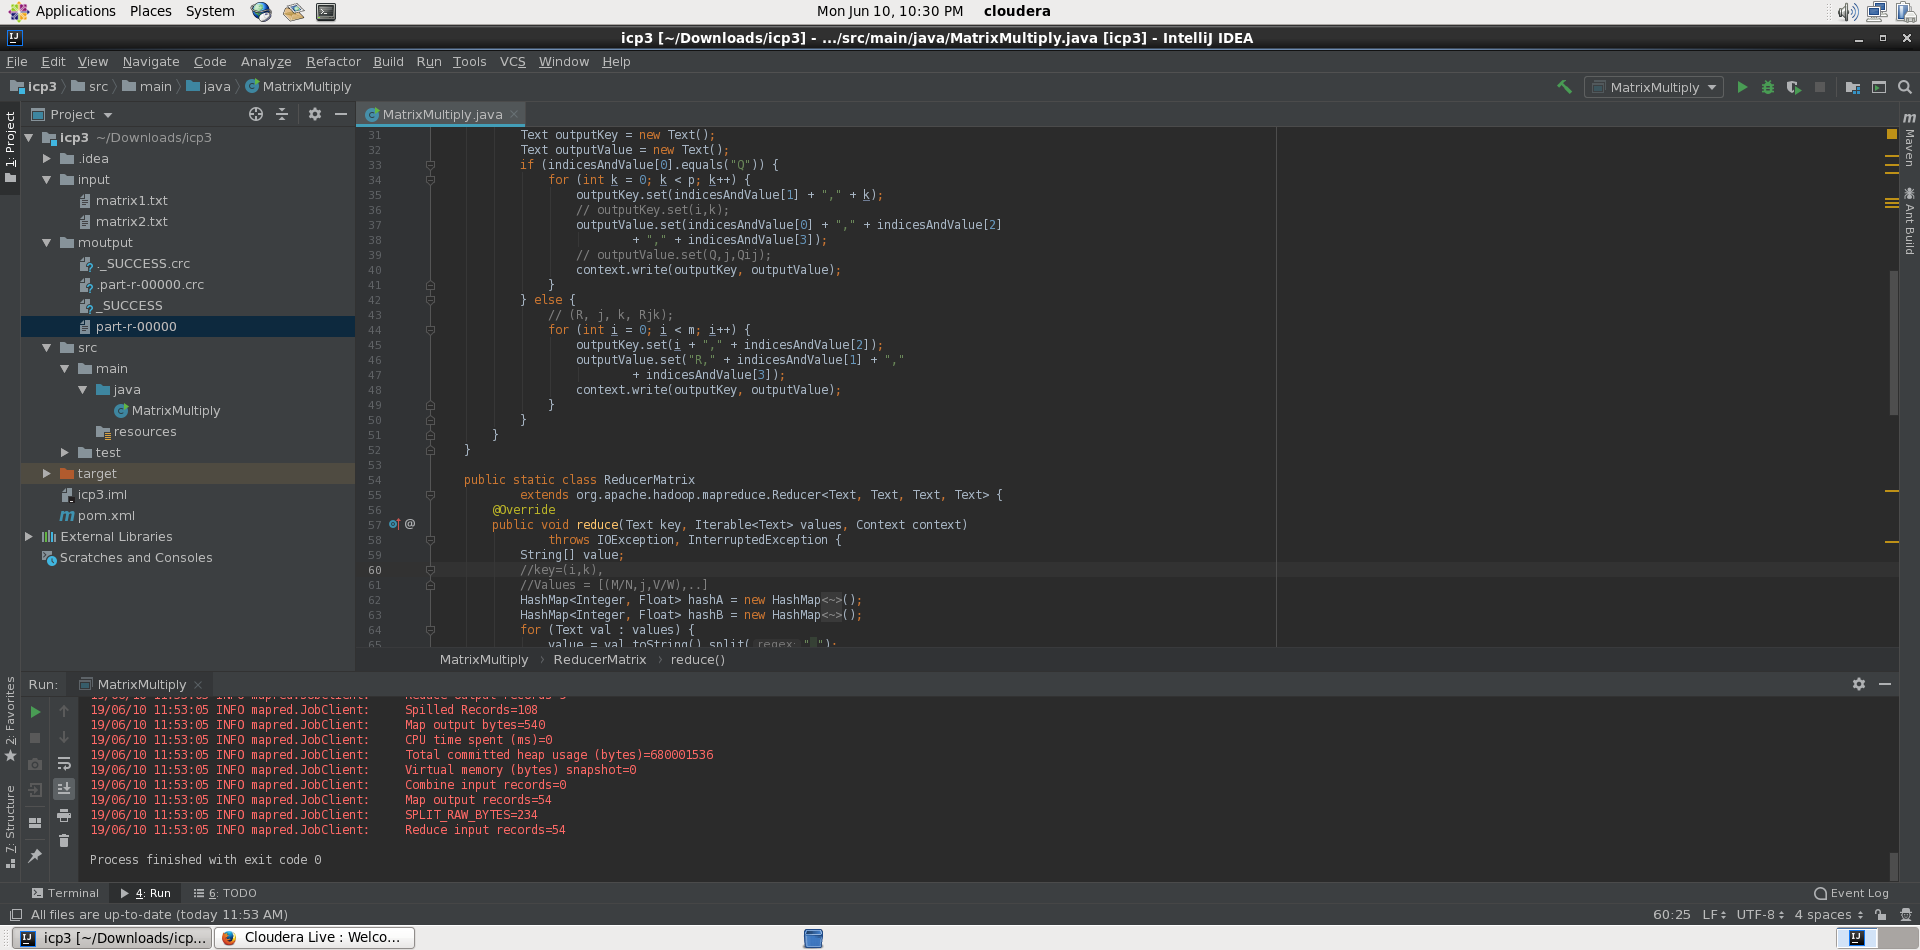 Applications Places System
Mon Jun 10, 10:30 PM cloudera
icp3 [~/Downloads/icp3] - .../src/main/java/MatrixMultiply.java [icp3] - IntelliJ IDEA
File Edit View Navigate Code Analyze Refactor Build Run Tools VCS Window Help
icp3 src main java MatrixMultiply
MatrixMultiply
Project
MatrixMultiply.java
1: Project
icp3 ~/Downloads/icp3
.idea
input
matrix1.txt
matrix2.txt
moutput
._SUCCESS.crc
.part-r-00000.crc
_SUCCESS
part-r-00000
src
main
java
MatrixMultiply
resources
test
target
icp3.iml
pom.xml
External Libraries
Scratches and Consoles
31 Text outputKey = new Text();
32 Text outputValue = new Text();
33 if (indicesAndValue[0].equals("Q")) {
34 for (int k = 0; k < p; k++) {
35 outputKey.set(indicesAndValue[1] + "," + k);
36 // outputKey.set(i,k);
37 outputValue.set(indicesAndValue[0] + "," + indicesAndValue[2]
38 + "," + indicesAndValue[3]);
39 // outputValue.set(Q,j,Qij);
40 context.write(outputKey, outputValue);
41 }
42 } else {
43 // (R, j, k, Rjk);
44 for (int i = 0; i < m; i++) {
45 outputKey.set(i + "," + indicesAndValue[2]);
46 outputValue.set("R," + indicesAndValue[1] + ","
47 + indicesAndValue[3]);
48 context.write(outputKey, outputValue);
49 }
50 }
51 }
52 }
53
54 public static class ReducerMatrix
55 extends org.apache.hadoop.mapreduce.Reducer<Text, Text, Text, Text> {
56 @Override
57 @ public void reduce(Text key, Iterable<Text> values, Context context)
58 throws IOException, InterruptedException {
59 String[] value;
60 //key=(i,k),
61 //Values = [(M/N,j,V/W),..]
62 HashMap<Integer, Float> hashA = new HashMap<~>();
63 HashMap<Integer, Float> hashB = new HashMap<~>();
64 for (Text val : values) {
65 value = val.toString().split( regex: ",");
MatrixMultiply ReducerMatrix reduce()
Maven
Ant Build
2: Favorites
7: Structure
Run: MatrixMultiply
19/06/10 11:53:05 INFO mapred.JobClient: Reduce output records=9
19/06/10 11:53:05 INFO mapred.JobClient: Spilled Records=108
19/06/10 11:53:05 INFO mapred.JobClient: Map output bytes=540
19/06/10 11:53:05 INFO mapred.JobClient: CPU time spent (ms)=0
19/06/10 11:53:05 INFO mapred.JobClient: Total committed heap usage (bytes)=680001536
19/06/10 11:53:05 INFO mapred.JobClient: Virtual memory (bytes) snapshot=0
19/06/10 11:53:05 INFO mapred.JobClient: Combine input records=0
19/06/10 11:53:05 INFO mapred.JobClient: Map output records=54
19/06/10 11:53:05 INFO mapred.JobClient: SPLIT_RAW_BYTES=234
19/06/10 11:53:05 INFO mapred.JobClient: Reduce input records=54
Process finished with exit code 0
Terminal 4: Run 6: TODO
Event Log
All files are up-to-date (today 11:53 AM)
60:25 LF UTF-8 4 spaces
icp3 [~/Downloads/icp... Cloudera Live : Welco...